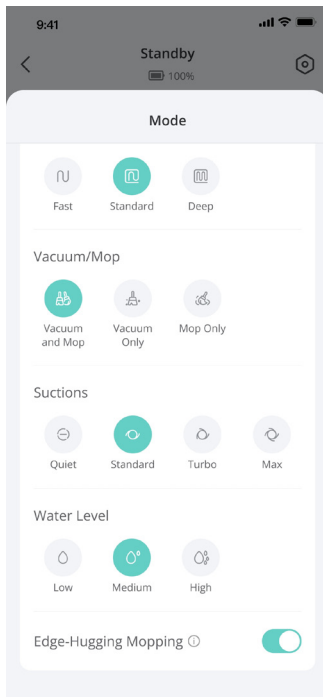 9:41
Standby
100%
Mode
Fast Standard Deep
Vacuum/Mop
Vacuum and Mop
Vacuum Only
Mop Only
Suctions
Quiet Standard Turbo Max
Water Level
Low Medium High
Edge-Hugging Mopping